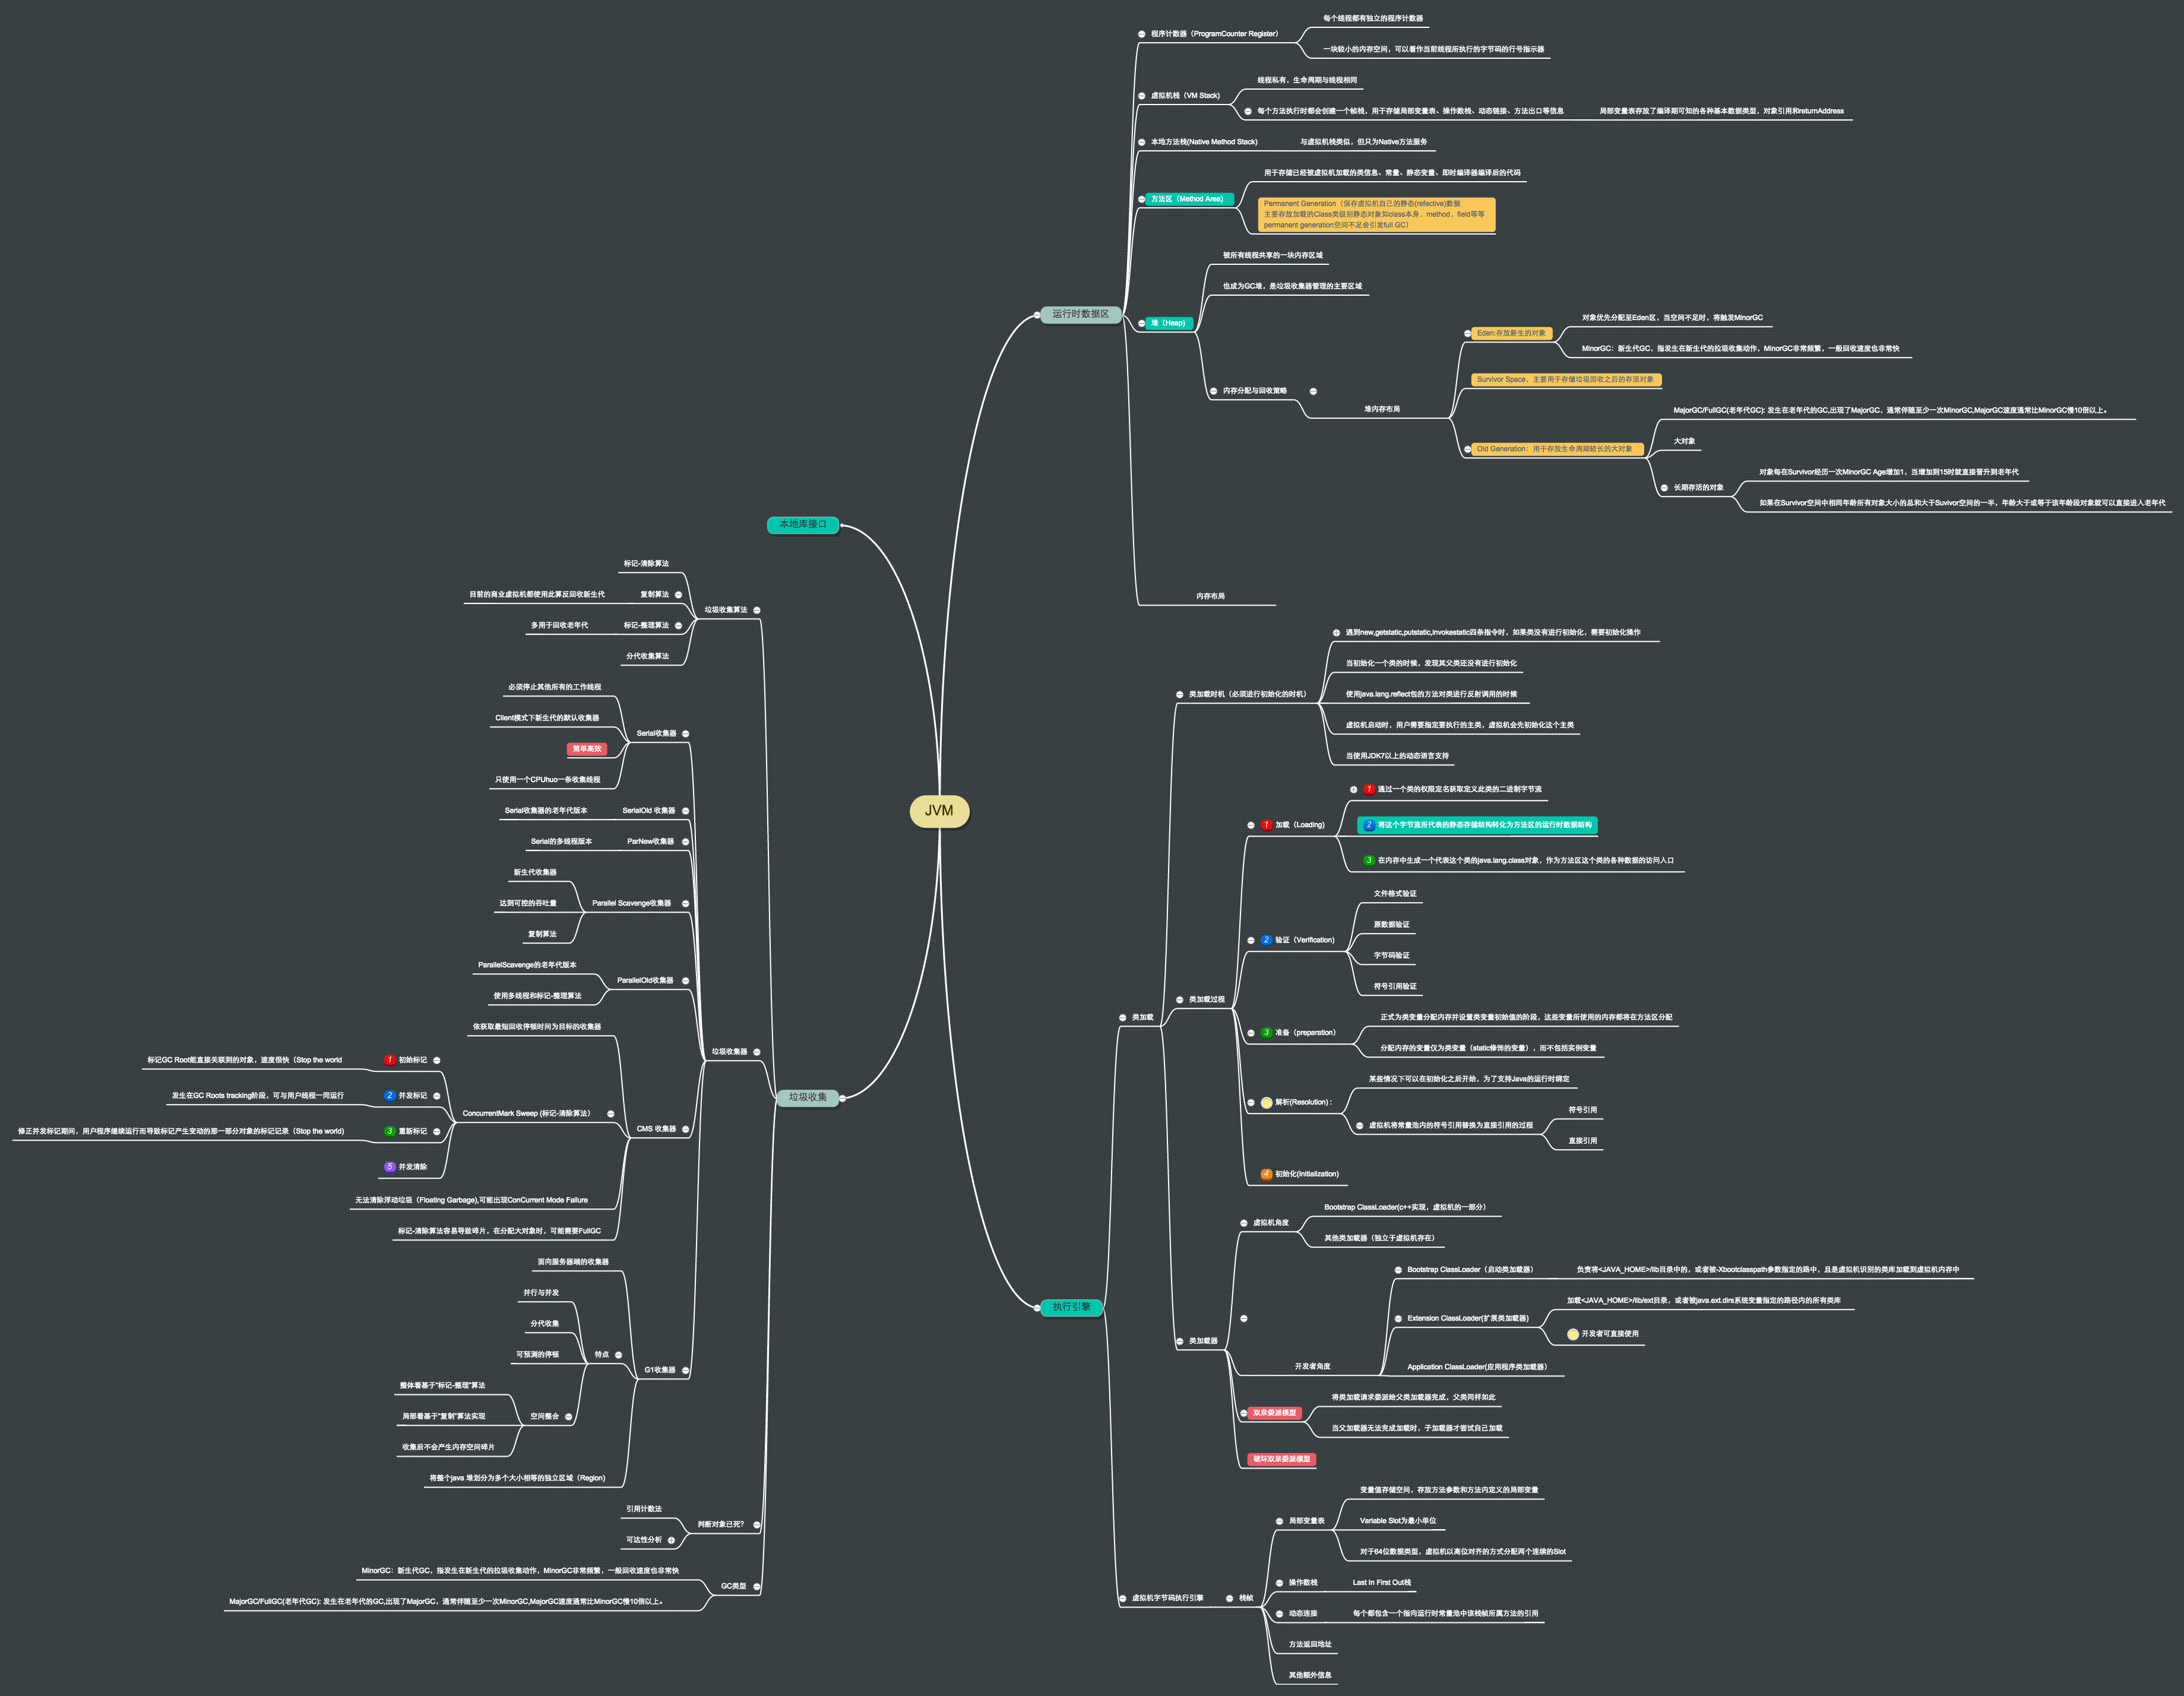 JVM
运行时数据区
程序计数器（ProgramCounter Register）
每个线程都有独立的程序计数器
一块较小的内存空间，可以看作当前线程所执行的字节码的行号指示器
虚拟机栈（VM Stack)
线程私有，生命周期与线程相同
每个方法执行时都会创建一个帧栈，用于存储局部变量表、操作数栈、动态链接、方法出口等信息
局部变量表存放了编译期可知的各种基本数据类型，对象引用和returnAddress
本地方法栈(Native Method Stack)
与虚拟机栈类似，但只为Native方法服务
方法区（Method Area)
用于存储已经被虚拟机加载的类信息、常量、静态变量、即时编译器编译后的代码
Permanent Generation（保存虚拟机自己的静态(refective)数据
主要存放加载的Class类级别静态对象如class本身，method，field等等
permanent generation空间不足会引发full GC）
堆（Heep)
被所有线程共享的一块内存区域
也成为GC堆，是垃圾收集器管理的主要区域
内存分配与回收策略
堆内存布局
Eden:存放新生的对象
对象优先分配至Eden区，当空间不足时，将触发MinorGC
MinorGC：新生代GC，指发生在新生代的垃圾收集动作，MinorGC非常频繁，一般回收速度也非常快
Survivor Space，主要用于存储垃圾回收之后的存活对象
Old Generation：用于存放生命周期较长的大对象
MajorGC/FullGC(老年代GC): 发生在老年代的GC,出现了MajorGC，通常伴随至少一次MinorGC,MajorGC速度通常比MinorGC慢10倍以上。
大对象
长期存活的对象
对象每在Survivor经历一次MinorGC Age增加1，当增加到15时就直接晋升到老年代
如果在Survivor空间中相同年龄所有对象大小的总和大于Suvivor空间的一半，年龄大于或等于该年龄段对象就可以直接进入老年代
内存布局
本地库接口
垃圾收集
垃圾收集算法
标记-清除算法
复制算法
目前的商业虚拟机都使用此算反回收新生代
标记-整理算法
多用于回收老年代
分代收集算法
垃圾收集器
Serial收集器
必须停止其他所有的工作线程
Client模式下新生代的默认收集器
简单高效
只使用一个CPUhuo一条收集线程
SerialOld 收集器
Serial收集器的老年代版本
ParNew收集器
Serial的多线程版本
Parallel Scavenge收集器
新生代收集器
达到可控的吞吐量
复制算法
ParallelOld收集器
ParallelScavenge的老年代版本
使用多线程和标记-整理算法
CMS 收集器
依获取最短回收停顿时间为目标的收集器
ConcurrentMark Sweep (标记-清除算法）
1 初始标记
标记GC Root能直接关联到的对象，速度很快（Stop the world
2 并发标记
发生在GC Roots tracking阶段，可与用户线程一同运行
3 重新标记
修正并发标记期间，用户程序继续运行而导致标记产生变动的那一部分对象的标记记录（Stop the world)
5 并发清除
无法清除浮动垃圾（Floating Garbage),可能出现ConCurrent Mode Failure
标记-清除算法容易导致碎片，在分配大对象时，可能需要FullGC
G1收集器
面向服务器端的收集器
特点
并行与并发
分代收集
可预测的停顿
空间整合
整体看基于"标记-整理"算法
局部看基于"复制"算法实现
收集后不会产生内存空间碎片
将整个java 堆划分为多个大小相等的独立区域（Region)
判断对象已死?
引用计数法
可达性分析
GC类型
MinorGC：新生代GC，指发生在新生代的垃圾收集动作，MinorGC非常频繁，一般回收速度也非常快
MajorGC/FullGC(老年代GC): 发生在老年代的GC,出现了MajorGC，通常伴随至少一次MinorGC,MajorGC速度通常比MinorGC慢10倍以上。
执行引擎
类加载
类加载时机（必须进行初始化的时机）
遇到new,getstatic,putstatic,invokestatic四条指令时，如果类没有进行初始化，需要初始化操作
当初始化一个类的时候，发现其父类还没有进行初始化
使用java.lang.reflect包的方法对类进行反射调用的时候
虚拟机启动时，用户需要指定要执行的主类，虚拟机会先初始化这个主类
当使用JDK7以上的动态语言支持
类加载过程
1 加载（Loading)
1 通过一个类的权限定名获取定义此类的二进制字节流
2 将这个字节流所代表的静态存储结构转化为方法区的运行时数据结构
3 在内存中生成一个代表这个类的java.lang.class对象，作为方法区这个类的各种数据的访问入口
2 验证（Verification)
文件格式验证
原数据验证
字节码验证
符号引用验证
3 准备（preparation）
正式为类变量分配内存并设置类变量初始值的阶段，这些变量所使用的内存都将在方法区分配
分配内存的变量仅为类变量（static修饰的变量），而不包括实例变量
解析(Resolution)：
某些情况下可以在初始化之后开始，为了支持Java的运行时绑定
虚拟机将常量池内的符号引用替换为直接引用的过程
符号引用
直接引用
4 初始化(Initialization)
类加载器
虚拟机角度
Bootstrap ClassLoader(c++实现，虚拟机的一部分）
其他类加载器（独立于虚拟机存在）
开发者角度
Bootstrap ClassLoader（启动类加载器）
负责将<JAVA_HOME>/lib目录中的，或者被-Xbootclasspath参数指定的路中，且是虚拟机识别的类库加载到虚拟机内存中
Extension ClassLoader(扩展类加载器)
加载<JAVA_HOME>/lib/ext目录，或者被java.ext.dirs系统变量指定的路径内的所有类库
开发者可直接使用
Application ClassLoader(应用程序类加载器）
双亲委派模型
将类加载请求委派给父类加载器完成，父类同样如此
当父加载器无法完成加载时，子加载器才尝试自己加载
破坏双亲委派模型
虚拟机字节码执行引擎
栈帧
局部变量表
变量值存储空间，存放方法参数和方法内定义的局部变量
Variable Slot为最小单位
对于64位数据类型，虚拟机以高位对齐的方式分配两个连续的Slot
操作数栈
Last In First Out栈
动态连接
每个都包含一个指向运行时常量池中该栈帧所属方法的引用
方法返回地址
其他额外信息